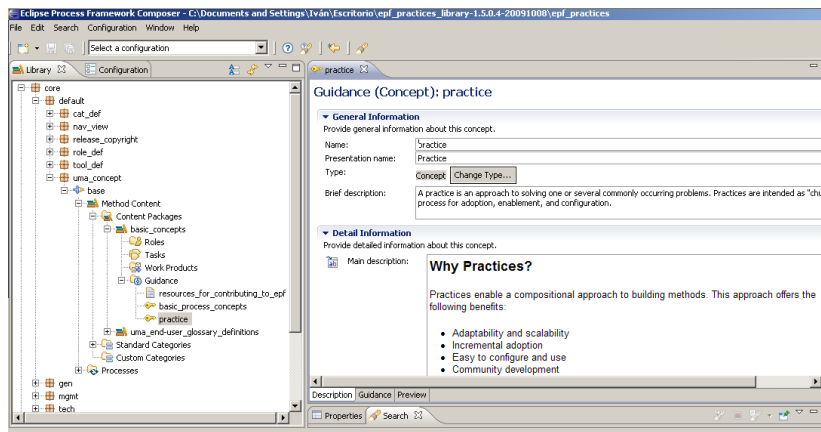 Eclipse Process Framework Composer - C:\Documents and Settings\Iván\Escritorio\epf_practices_library-1.5.0.4-20091008\epf_practices
File Edit Search Configuration Window Help
Select a configuration
Library
Configuration
core
default
cat_def
nav_view
release_copyright
role_def
tool_def
uma_concept
base
Method Content
Content Packages
basic_concepts
Roles
Tasks
Work Products
Guidance
resources_for_contributing_to_epf
basic_process_concepts
practice
uma_end-user_glossary_definitions
Standard Categories
Custom Categories
Processes
gen
mgmt
tech
practice
Guidance (Concept): practice
General Information
Provide general information about this concept.
Name: practice
Presentation name: Practice
Type: Concept Change Type...
Brief description: A practice is an approach to solving one or several commonly occurring problems. Practices are intended as "chu
process for adoption, enablement, and configuration.
Detail Information
Provide detailed information about this concept.
Main description:
Why Practices?
Practices enable a compositional approach to building methods. This approach offers the
following benefits:
• Adaptability and scalability
• Incremental adoption
• Easy to configure and use
• Community development
Description Guidance Preview
Properties Search